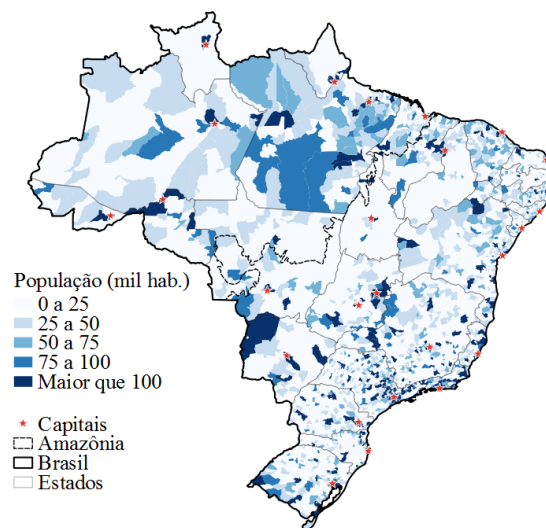 População (mil hab.)
0 a 25
25 a 50
50 a 75
75 a 100
Maior que 100
Capitais
Amazônia
Brasil
Estados